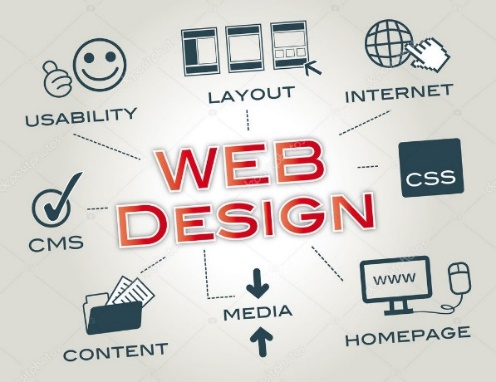 USABILITY
LAYOUT
INTERNET
WEB
DESIGN
CSS
CMS
WWW
CONTENT
MEDIA
HOMEPAGE